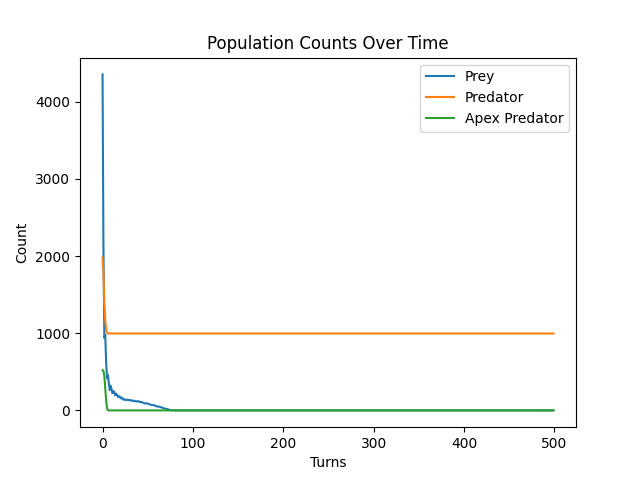 Population Counts Over Time
Prey
Predator
Apex Predator
Count
4000
3000
2000
1000
0
0 100 200 300 400 500
Turns